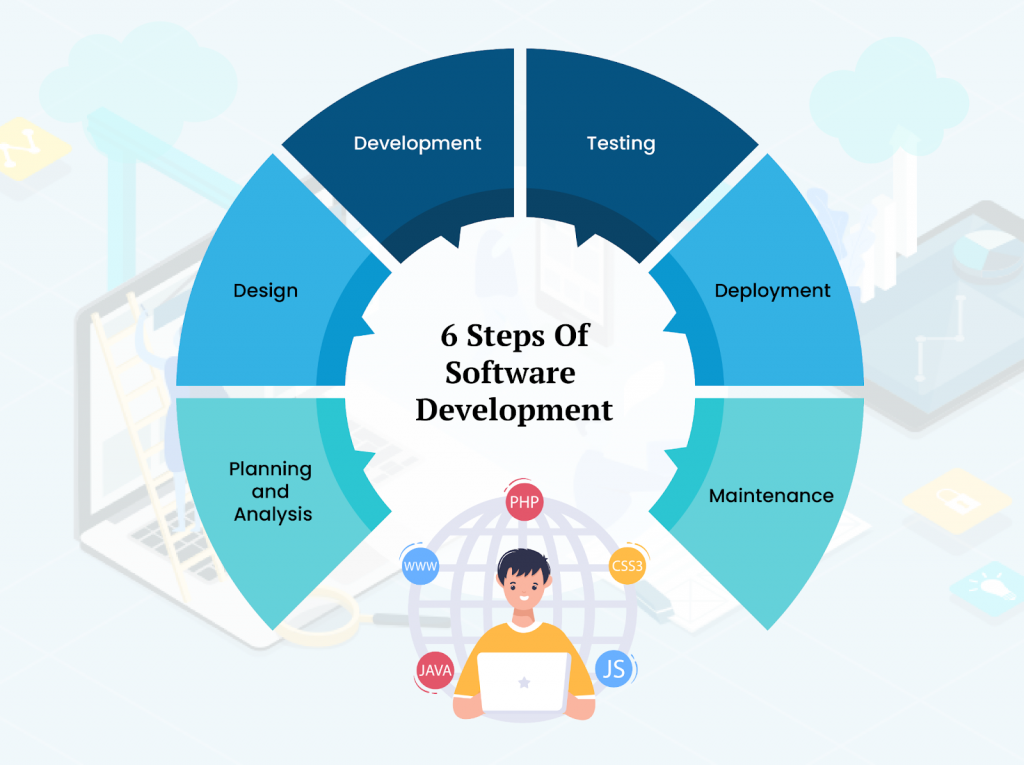 Development
Testing
Design
Deployment
6 Steps Of
Software
Development
Planning
and
Analysis
Maintenance
PHP
WWW
CSS3
JAVA
JS